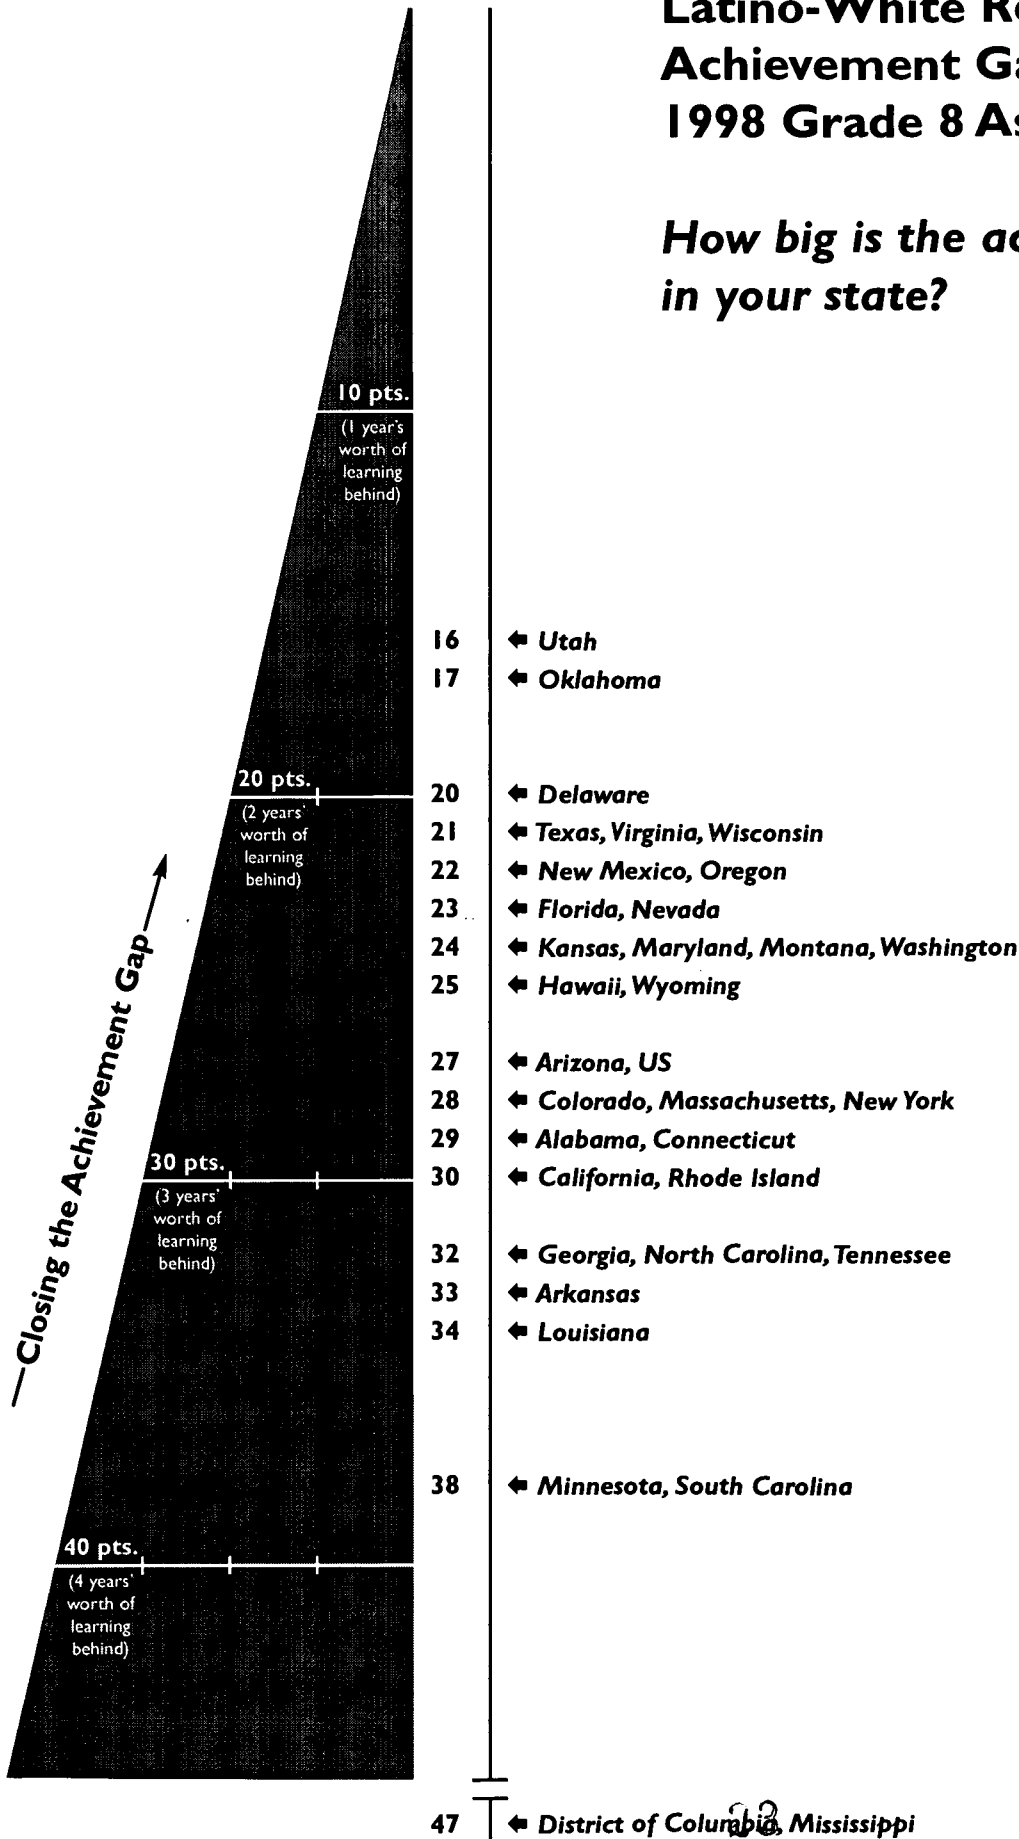 Latino-White Re
Achievement Ga
1998 Grade 8 As
How big is the ac
in your state?
10 pts.
(1 year's
worth of
learning
behind)
16 Utah
17 Oklahoma
20 pts.
(2 years'
worth of
learning
behind)
20 Delaware
21 Texas, Virginia, Wisconsin
22 New Mexico, Oregon
23 Florida, Nevada
24 Kansas, Maryland, Montana, Washington
25 Hawaii, Wyoming
27 Arizona, US
28 Colorado, Massachusetts, New York
29 Alabama, Connecticut
30 pts.
(3 years'
worth of
learning
behind)
30 California, Rhode Island
32 Georgia, North Carolina, Tennessee
33 Arkansas
34 Louisiana
Closing the Achievement Gap
38 Minnesota, South Carolina
40 pts.
(4 years'
worth of
learning
behind)
47 District of Columbia, Mississippi
23